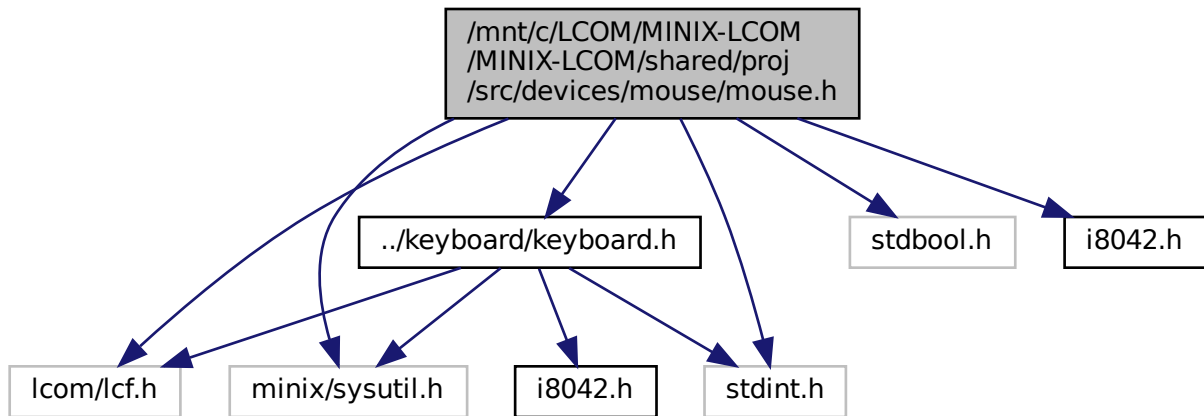 /mnt/c/LCOM/MINIX-LCOM
/MINIX-LCOM/shared/proj
/src/devices/mouse/mouse.h
../keyboard/keyboard.h
stdbool.h
i8042.h
lcom/lcf.h
minix/sysutil.h
i8042.h
stdint.h